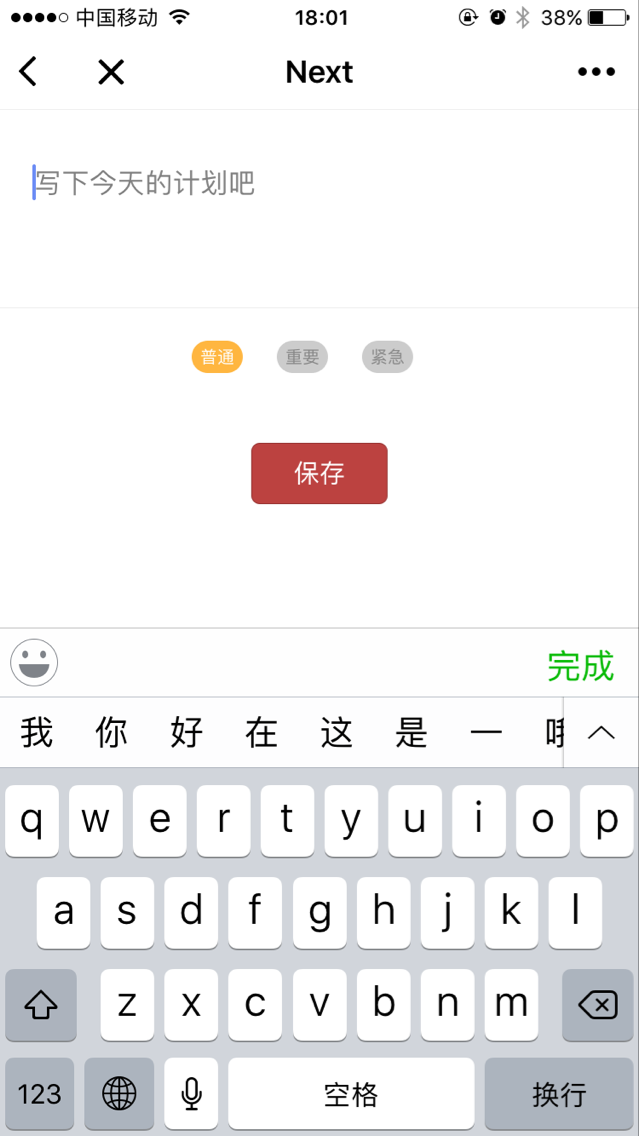 中国移动 18:01 38%
Next
写下今天的计划吧
普通 重要 紧急
保存
完成
我 你 好 在 这 是 一 哦
q w e r t y u i o p
a s d f g h j k l
z x c v b n m
123 空格 换行